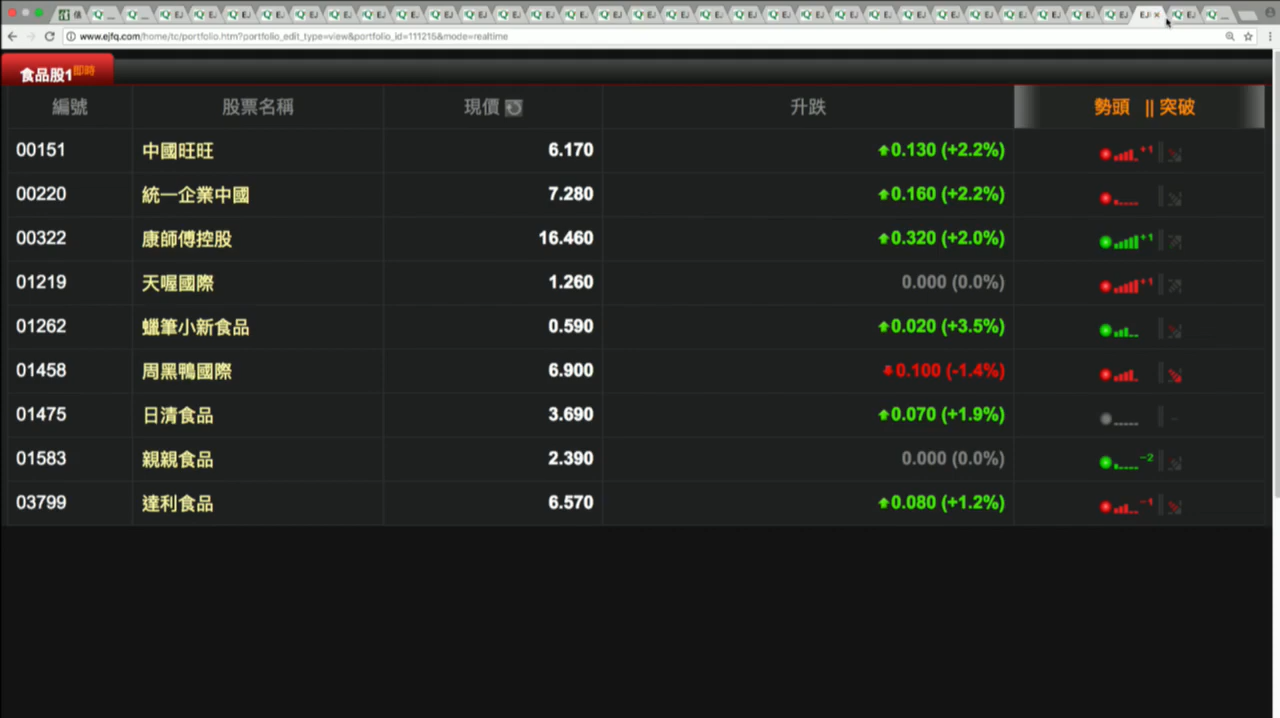 www.ejfq.com/home/tc/portfolio.htm?portfolio_edit_type=view&portfolio_id=111215&mode=realtime
食品股1即時
編號 股票名稱 現價 升跌 勢頭 || 突破
00151 中國旺旺 6.170 0.130 (+2.2%) +1
00220 統一企業中國 7.280 0.160 (+2.2%)
00322 康師傅控股 16.460 0.320 (+2.0%) +1
01219 天喔國際 1.260 0.000 (0.0%) +1
01262 蠟筆小新食品 0.590 0.020 (+3.5%)
01458 周黑鴨國際 6.900 0.100 (-1.4%)
01475 日清食品 3.690 0.070 (+1.9%)
01583 親親食品 2.390 0.000 (0.0%) -2
03799 達利食品 6.570 0.080 (+1.2%) -1